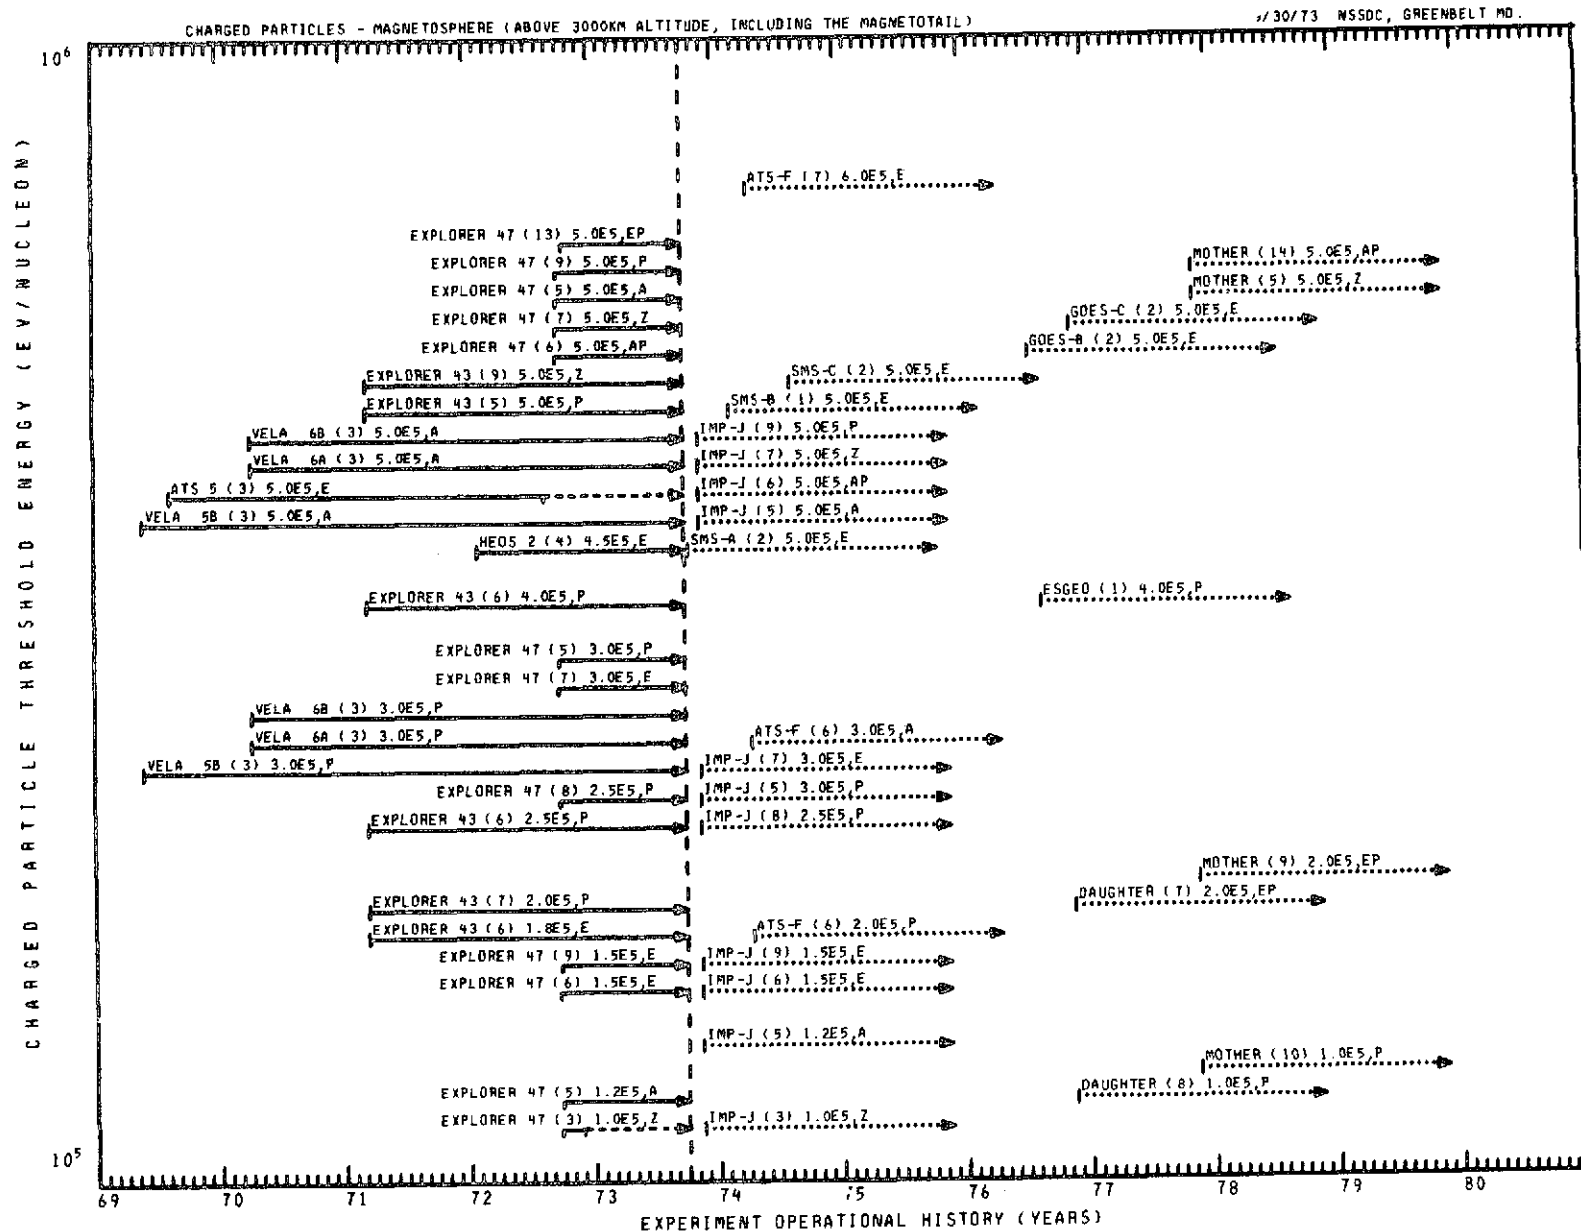 CHARGED PARTICLES - MAGNETOSPHERE (ABOVE 3000KM ALTITUDE, INCLUDING THE MAGNETOTAIL)
/30/73 NSSDC, GREENBELT MD.
CHARGED PARTICLE THRESHOLD ENERGY (EV/NUCLEON)
10^6
ATS-F (7) 6.0E5,E
EXPLORER 47 (13) 5.0E5,EP
MOTHER (14) 5.0E5,AP
EXPLORER 47 (9) 5.0E5,P
MOTHER (5) 5.0E5,Z
EXPLORER 47 (5) 5.0E5,A
GOES-C (2) 5.0E5,E
EXPLORER 47 (7) 5.0E5,Z
GOES-B (2) 5.0E5,E
EXPLORER 47 (6) 5.0E5,AP
SMS-C (2) 5.0E5,E
EXPLORER 43 (9) 5.0E5,Z
SMS-B (1) 5.0E5,E
EXPLORER 43 (5) 5.0E5,P
IMP-J (9) 5.0E5,P
VELA 6B (3) 5.0E5,A
IMP-J (7) 5.0E5,Z
VELA 6A (3) 5.0E5,A
IMP-J (6) 5.0E5,AP
ATS 5 (3) 5.0E5,E
IMP-J (5) 5.0E5,A
VELA 5B (3) 5.0E5,A
HEOS 2 (4) 4.5E5,E
SMS-A (2) 5.0E5,E
ESGEO (1) 4.0E5,P
EXPLORER 43 (6) 4.0E5,P
EXPLORER 47 (5) 3.0E5,P
EXPLORER 47 (7) 3.0E5,E
VELA 6B (3) 3.0E5,P
ATS-F (6) 3.0E5,A
VELA 6A (3) 3.0E5,P
IMP-J (7) 3.0E5,E
VELA 5B (3) 3.0E5,P
IMP-J (5) 3.0E5,P
EXPLORER 47 (8) 2.5E5,P
IMP-J (8) 2.5E5,P
EXPLORER 43 (6) 2.5E5,P
MOTHER (9) 2.0E5,EP
DAUGHTER (7) 2.0E5,EP
EXPLORER 43 (7) 2.0E5,P
ATS-F (6) 2.0E5,P
EXPLORER 43 (6) 1.8E5,E
IMP-J (9) 1.5E5,E
EXPLORER 47 (9) 1.5E5,E
IMP-J (6) 1.5E5,E
EXPLORER 47 (6) 1.5E5,E
IMP-J (5) 1.2E5,A
MOTHER (10) 1.0E5,P
DAUGHTER (8) 1.0E5,P
EXPLORER 47 (5) 1.2E5,A
IMP-J (3) 1.0E5,Z
EXPLORER 47 (3) 1.0E5,Z
10^5
69 70 71 72 73 74 75 76 77 78 79 80
EXPERIMENT OPERATIONAL HISTORY (YEARS)